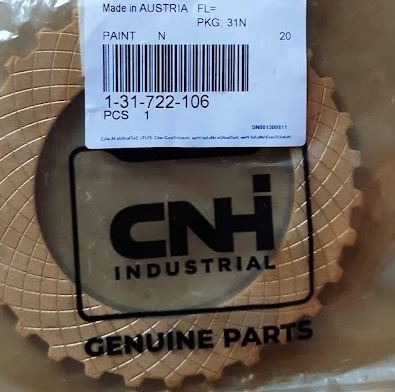 Made in AUSTRIA FL=
PKG: 31N
PAINT N 20
1-31-722-106
PCS 1
CNH
INDUSTRIAL
GENUINE PARTS